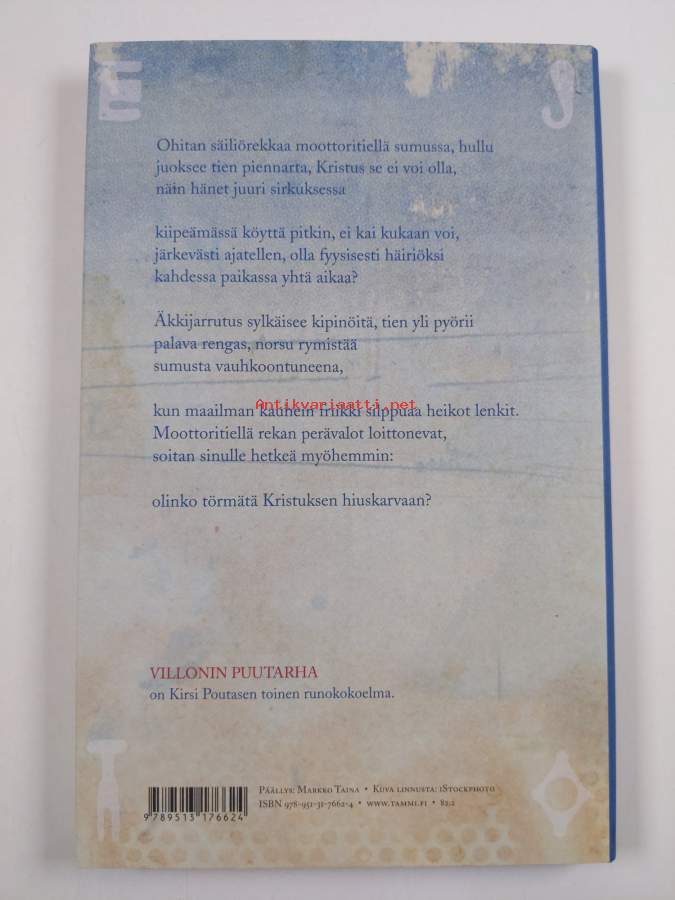 Ohitan säiliörekkaa moottoritiellä sumussa, hullu
juoksee tien piennarta, Kristus se ei voi olla,
näin hänet juuri sirkuksessa
kiipeämässä köyttä pitkin, ei kai kukaan voi,
järkevästi ajatellen, olla fyysisesti häiriöksi
kahdessa paikassa yhtä aikaa?
Äkkijarrutus sylkäisee kipinöitä, tien yli pyörii
palava rengas, norsu rymistää
sumusta vauhkoontuneena,
Antikvariaatti.net
kun maailman kauhein friikki silppuaa heikot lenkit.
Moottoritiellä rekan perävalot loittonevat,
soitan sinulle hetkeä myöhemmin:
olinko törmätä Kristuksen hiuskarvaan?
VILLONIN PUUTARHA
on Kirsi Poutasen toinen runokokoelma.
Päällys: Markko Taina • Kuva linnusta: iStockphoto
ISBN 978-951-31-7662-4 • www.tammi.fi • 82.2
9 789513 176624